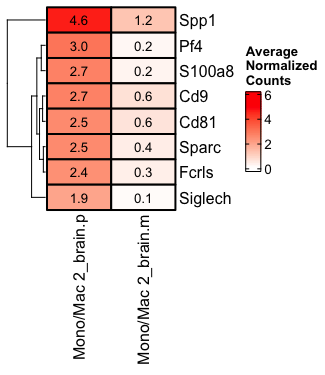 4.6 1.2 Spp1
3.0 0.2 Pf4
2.7 0.2 S100a8
2.7 0.6 Cd9
2.5 0.6 Cd81
2.5 0.4 Sparc
2.4 0.3 Fcrls
1.9 0.1 Siglech
Mono/Mac 2_brain.p
Mono/Mac 2_brain.m
Average
Normalized
Counts
6
4
2
0